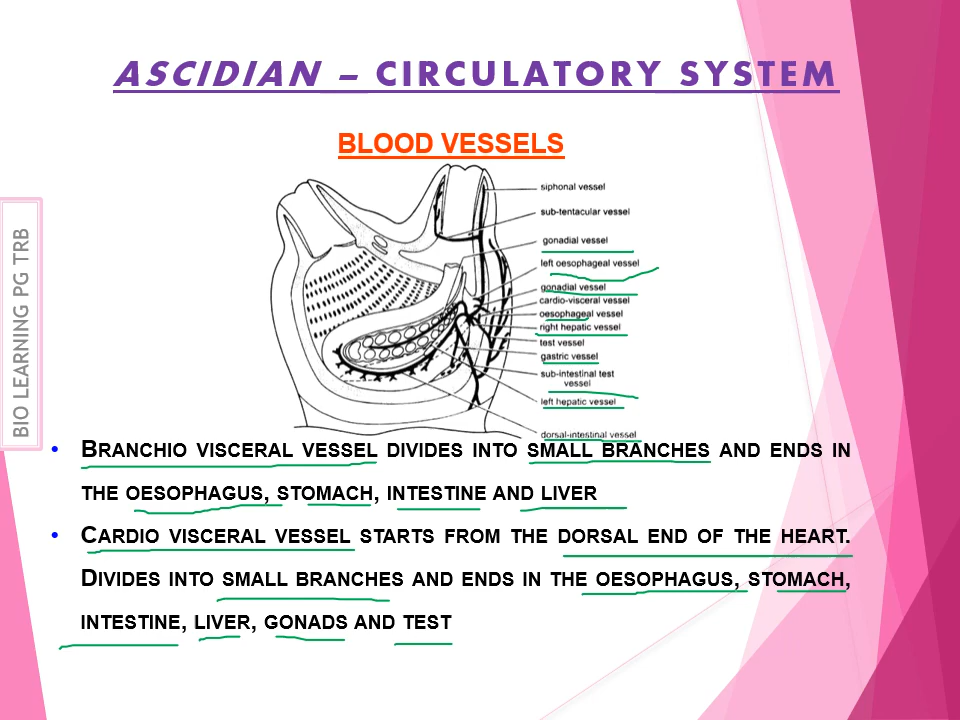 ASCIDIAN – CIRCULATORY SYSTEM
BLOOD VESSELS
siphonal vessel
sub-tentacular vessel
gonadial vessel
left oesophageal vessel
gonadial vessel
cardio-visceral vessel
oesophageal vessel
right hepatic vessel
test vessel
gastric vessel
sub-intestinal test
vessel
left hepatic vessel
dorsal-intestinal vessel
BIO LEARNING PG TRB
• BRANCHIO VISCERAL VESSEL DIVIDES INTO SMALL BRANCHES AND ENDS IN
THE OESOPHAGUS, STOMACH, INTESTINE AND LIVER
• CARDIO VISCERAL VESSEL STARTS FROM THE DORSAL END OF THE HEART.
DIVIDES INTO SMALL BRANCHES AND ENDS IN THE OESOPHAGUS, STOMACH,
INTESTINE, LIVER, GONADS AND TEST